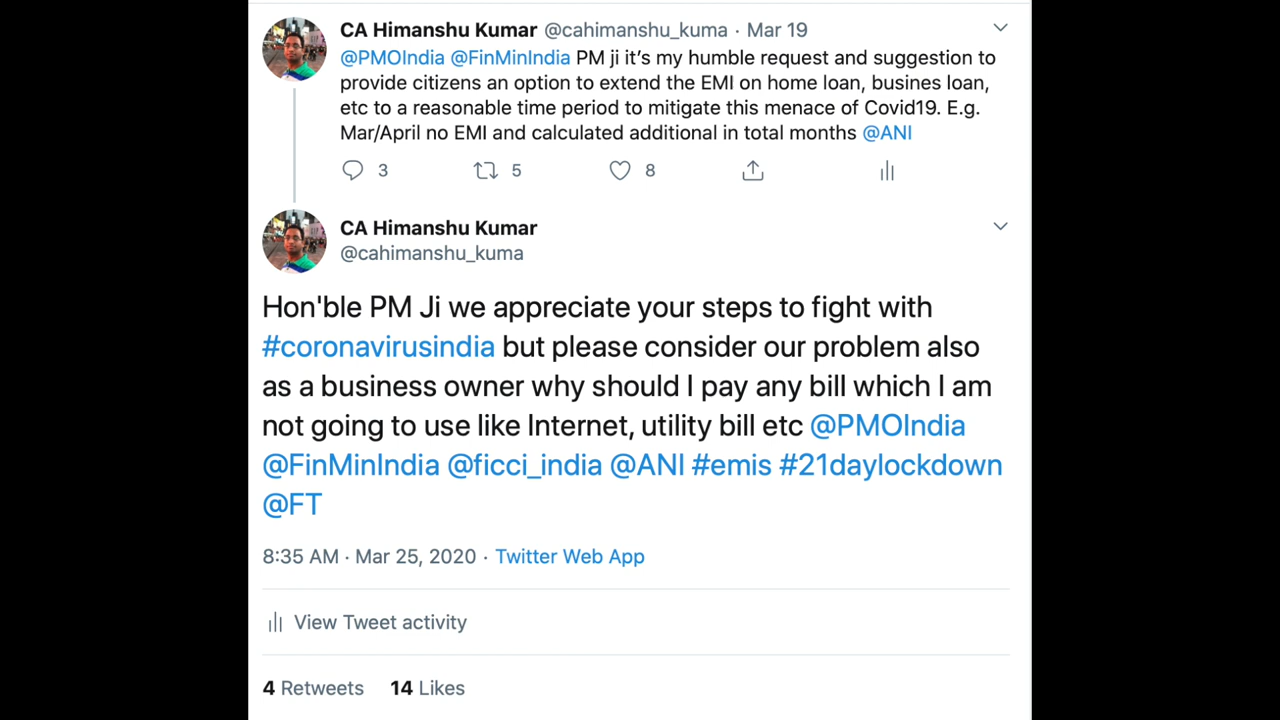 CA Himanshu Kumar @cahimanshu_kuma · Mar 19
@PMOIndia @FinMinIndia PM ji it’s my humble request and suggestion to
provide citizens an option to extend the EMI on home loan, busines loan,
etc to a reasonable time period to mitigate this menace of Covid19. E.g.
Mar/April no EMI and calculated additional in total months @ANI
3 5 8
CA Himanshu Kumar
@cahimanshu_kuma
Hon'ble PM Ji we appreciate your steps to fight with
#coronavirusindia but please consider our problem also
as a business owner why should I pay any bill which I am
not going to use like Internet, utility bill etc @PMOIndia
@FinMinIndia @ficci_india @ANI #emis #21daylockdown
@FT
8:35 AM · Mar 25, 2020 · Twitter Web App
View Tweet activity
4 Retweets 14 Likes